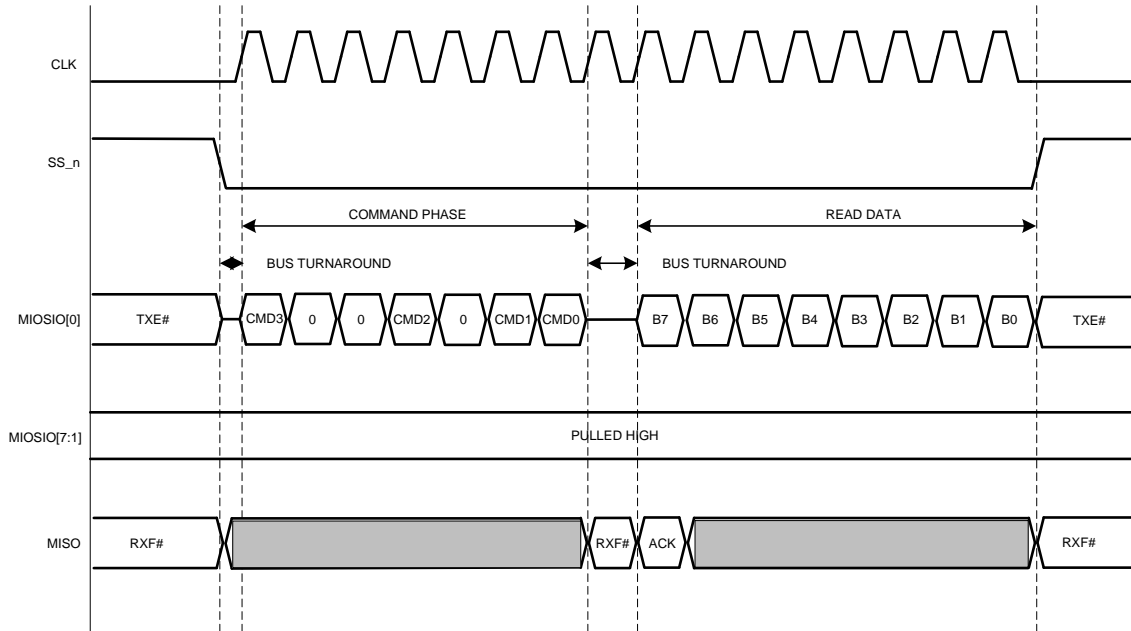 CLK
SS_n
COMMAND PHASE READ DATA
BUS TURNAROUND BUS TURNAROUND
MIOSIO[0] TXE# CMD3 0 0 CMD2 0 CMD1 CMD0 B7 B6 B5 B4 B3 B2 B1 B0 TXE#
MIOSIO[7:1] PULLED HIGH
MISO RXF# RXF# ACK RXF#